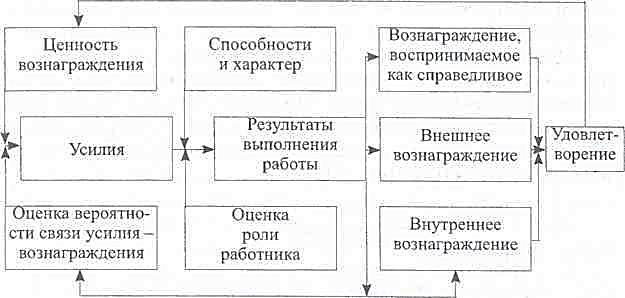 Ценность
вознаграждения
Способности
и характер
Вознаграждение,
воспринимаемое
как справедливое
Усилия
Результаты
выполнения
работы
Внешнее
вознаграждение
Удовлет-
ворение
Оценка вероятно-
сти связи усилия –
вознаграждения
Оценка
роли
работника
Внутреннее
вознаграждение